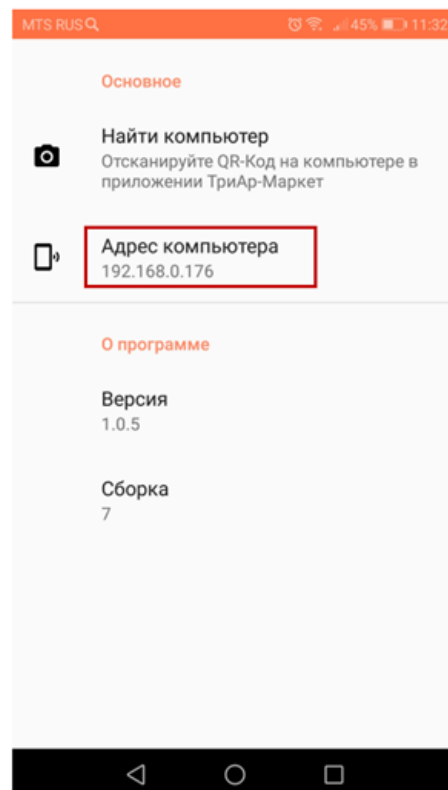 MTS RUS 45% 11:32
Основное
Найти компьютер
Отсканируйте QR-Код на компьютере в
приложении ТриАр-Маркет
Адрес компьютера
192.168.0.176
О программе
Версия
1.0.5
Сборка
7